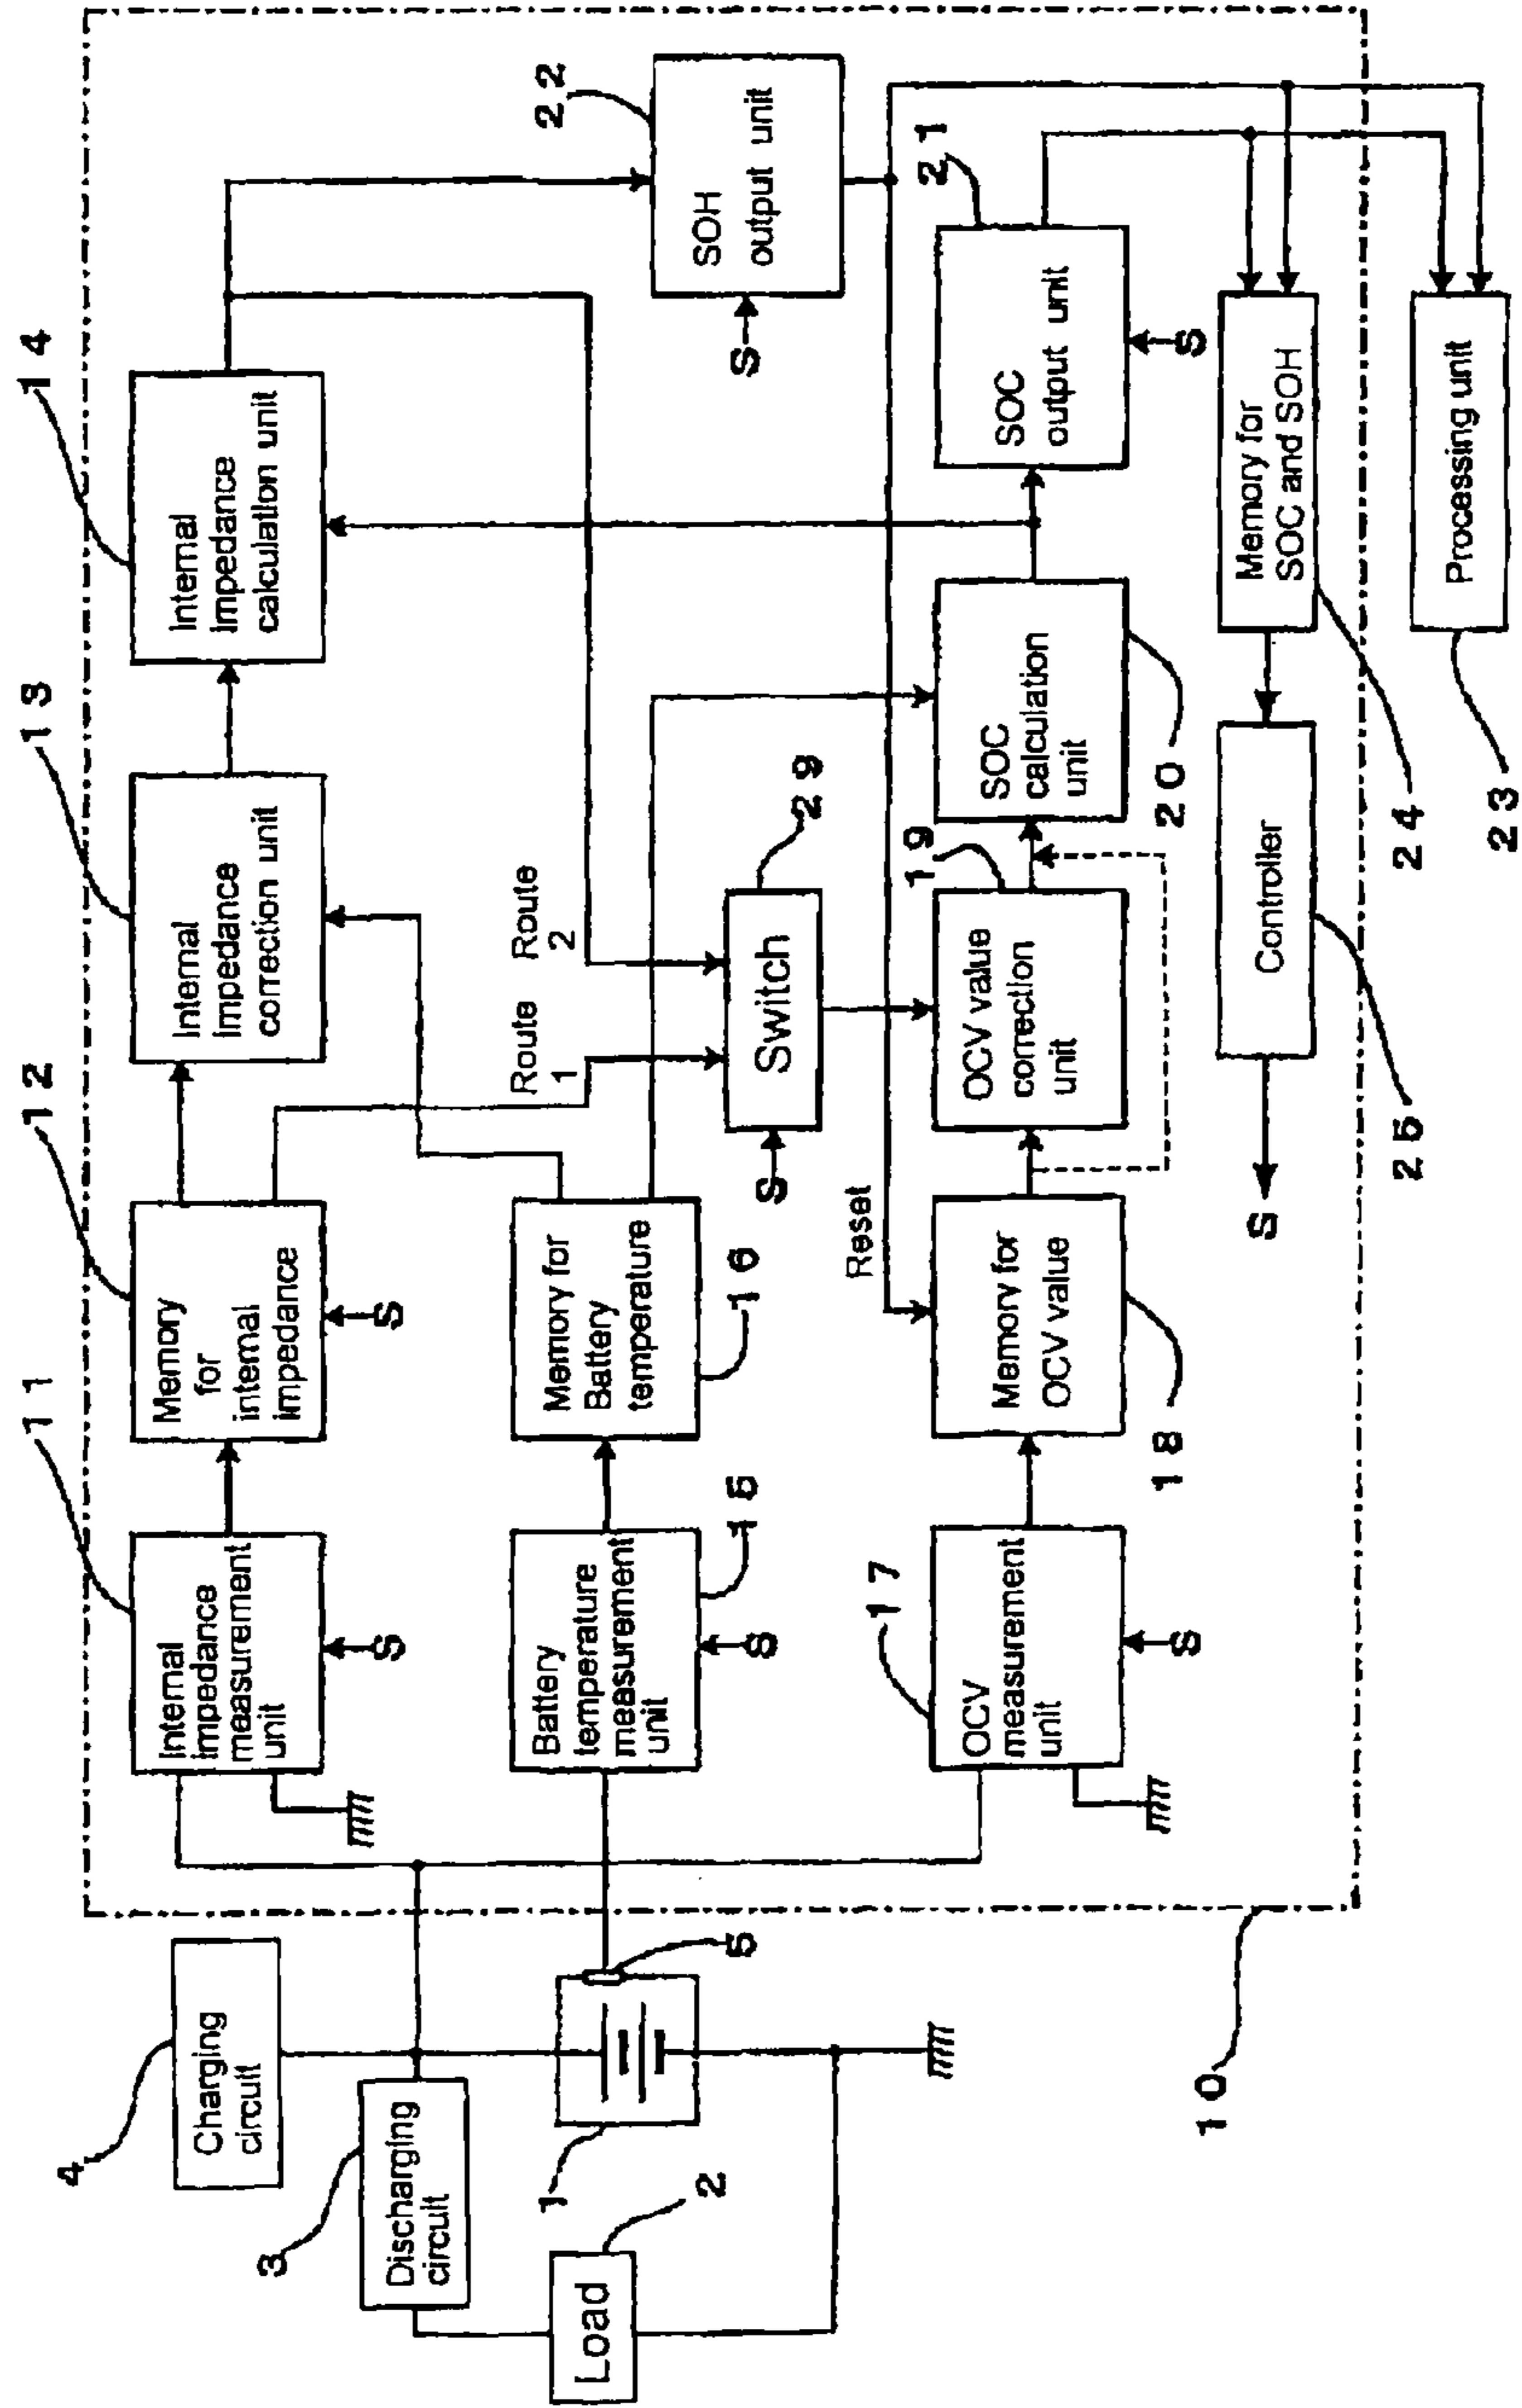 4
Charging
circuit
3
Discharging
circuit
Load
2
1
5
10
11
Internal
impedance
measurement
unit
S
12
Memory
for
internal
impedance
S
13
Internal
impedance
correction unit
14
Internal
impedance
calculation unit
Battery
temperature
measurement
unit
15
S
Memory for
Battery
temperature
16
Route
1
Route
2
Switch
29
S
SOH
output unit
22
S
OCV
measurement
unit
17
S
Reset
Memory for
OCV value
18
OCV value
correction
unit
19
SOC
calculation
unit
20
SOC
output unit
21
S
S
Controller
25
Memory for
SOC and SOH
24
Processing unit
23